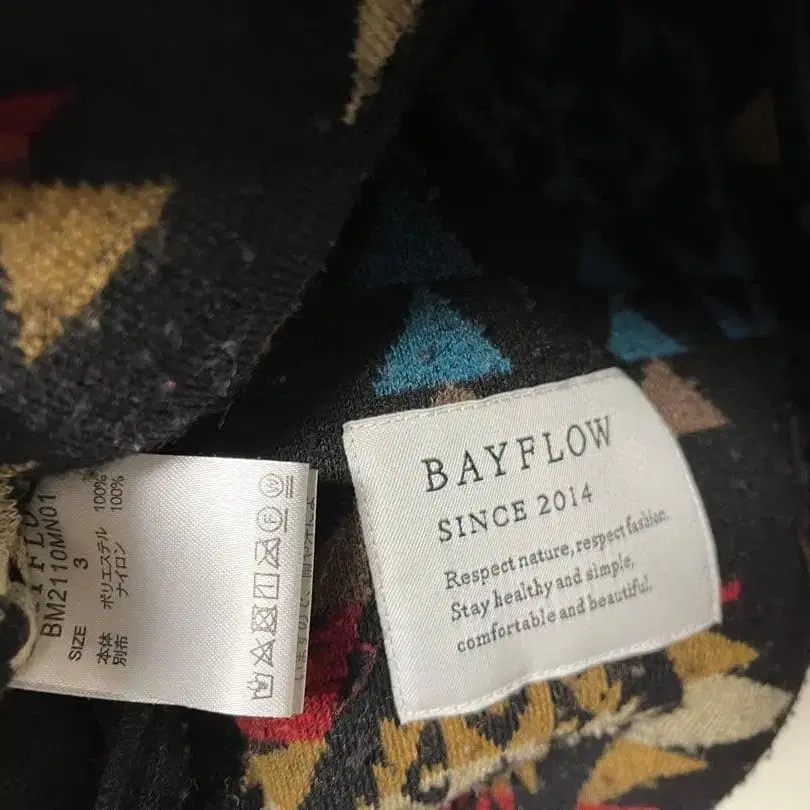 BAYFLOW
SINCE 2014
Respect nature, respect fashion.
Stay healthy and simple,
comfortable and beautiful.
BM2110MN01
SIZE 3
本体 ポリエステル 100%
別布 ナイロン 100%